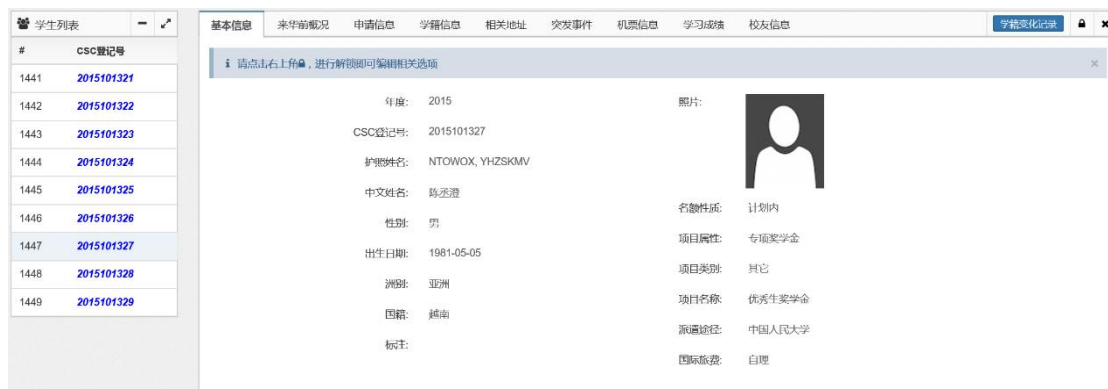 学生列表
# CSC登记号
1441 2015101321
1442 2015101322
1443 2015101323
1444 2015101324
1445 2015101325
1446 2015101326
1447 2015101327
1448 2015101328
1449 2015101329
基本信息 来华前概况 申请信息 学籍信息 相关地址 突发事件 机票信息 学习成绩 校友信息 学籍变化记录
请点击右上角,进行解锁即可编辑相关选项
年度: 2015
CSC登记号: 2015101327
护照姓名: NTOWOX, YHZSKMV
中文姓名: 陈丞澄
性别: 男
出生日期: 1981-05-05
洲别: 亚洲
国籍: 越南
标注:
照片:
名额性质: 计划内
项目属性: 专项奖学金
项目类别: 其它
项目名称: 优秀生奖学金
派遣途径: 中国人民大学
国际旅费: 自理